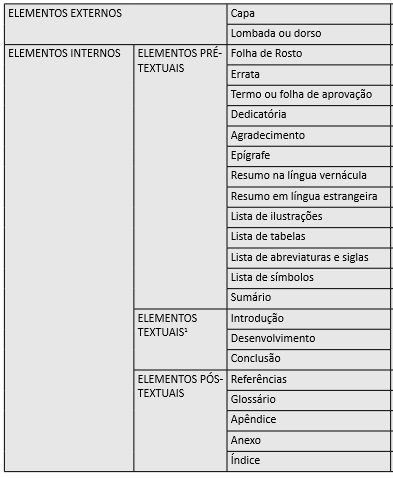 ELEMENTOS EXTERNOS
Capa
Lombada ou dorso
ELEMENTOS INTERNOS
ELEMENTOS PRÉ-
TEXTUAIS
Folha de Rosto
Errata
Termo ou folha de aprovação
Dedicatória
Agradecimento
Epígrafe
Resumo na língua vernácula
Resumo em língua estrangeira
Lista de ilustrações
Lista de tabelas
Lista de abreviaturas e siglas
Lista de símbolos
Sumário
ELEMENTOS
TEXTUAIS¹
Introdução
Desenvolvimento
Conclusão
ELEMENTOS PÓS-
TEXTUAIS
Referências
Glossário
Apêndice
Anexo
Índice